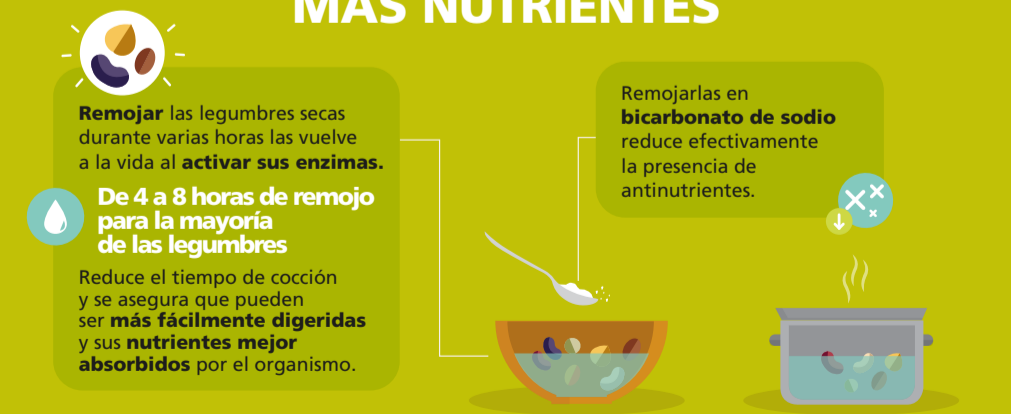 MÁS NUTRIENTES
Remojar las legumbres secas
durante varias horas las vuelve
a la vida al activar sus enzimas.
De 4 a 8 horas de remojo
para la mayoría
de las legumbres
Reduce el tiempo de cocción
y se asegura que pueden
ser más fácilmente digeridas
y sus nutrientes mejor
absorbidos por el organismo.
Remojarlas en
bicarbonato de sodio
reduce efectivamente
la presencia de
antinutrientes.